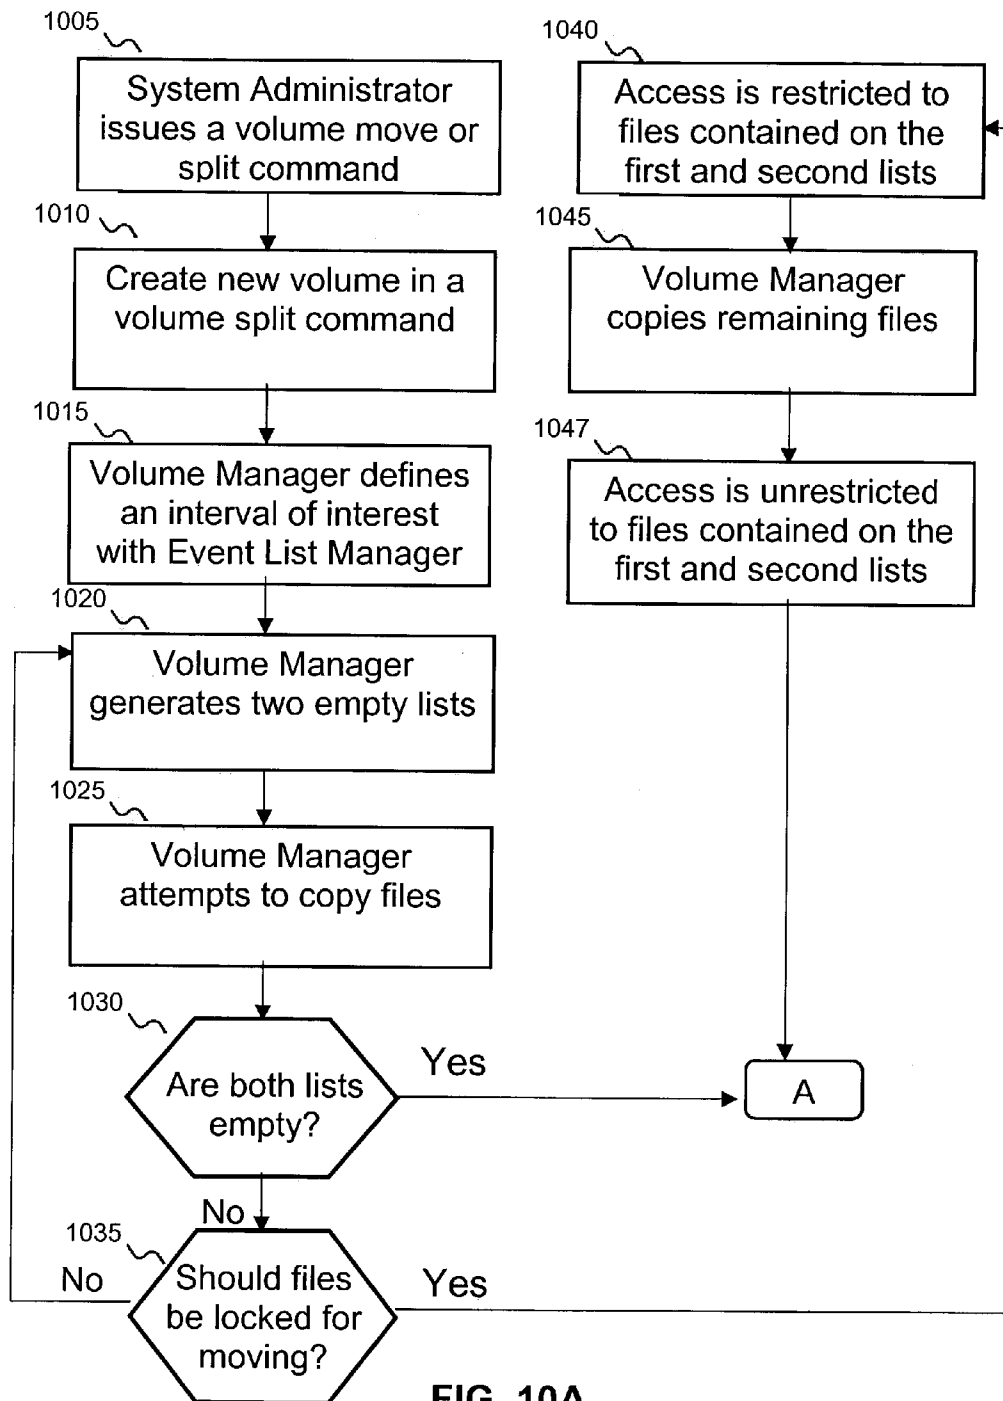 1005
System Administrator
issues a volume move or
split command
1010
Create new volume in a
volume split command
1015
Volume Manager defines
an interval of interest
with Event List Manager
1020
Volume Manager
generates two empty lists
1025
Volume Manager
attempts to copy files
1030
Are both lists
empty?
Yes
No
1035
Should files
be locked for
moving?
No
Yes
1040
Access is restricted to
files contained on the
first and second lists
1045
Volume Manager
copies remaining files
1047
Access is unrestricted
to files contained on the
first and second lists
A
FIG. 10A